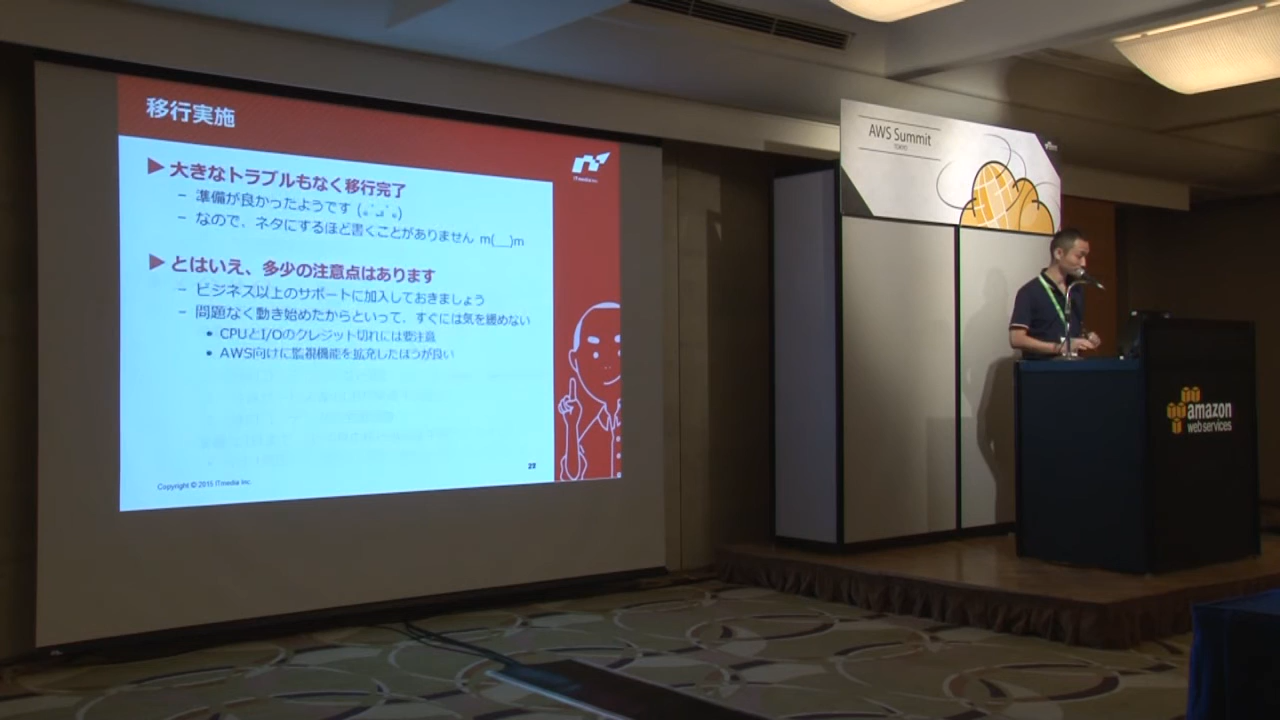 移行実施
▶ 大きなトラブルもなく移行完了
– 準備が良かったようです
– なので、ネタにするほど書くことがありません m(__)m
▶ とはいえ、多少の注意点はあります
– ビジネス以上のサポートに加入しておきましょう
– 問題なく動き始めたからといって、すぐには気を緩めない
• CPUとI/Oのクレジット切れには要注意
• AWS向けに監視機能を拡充したほうが良い
22
Copyright © 2015 ITmedia Inc.
ITmedia Inc.
AWS Summit
TOKYO
amazon
web services